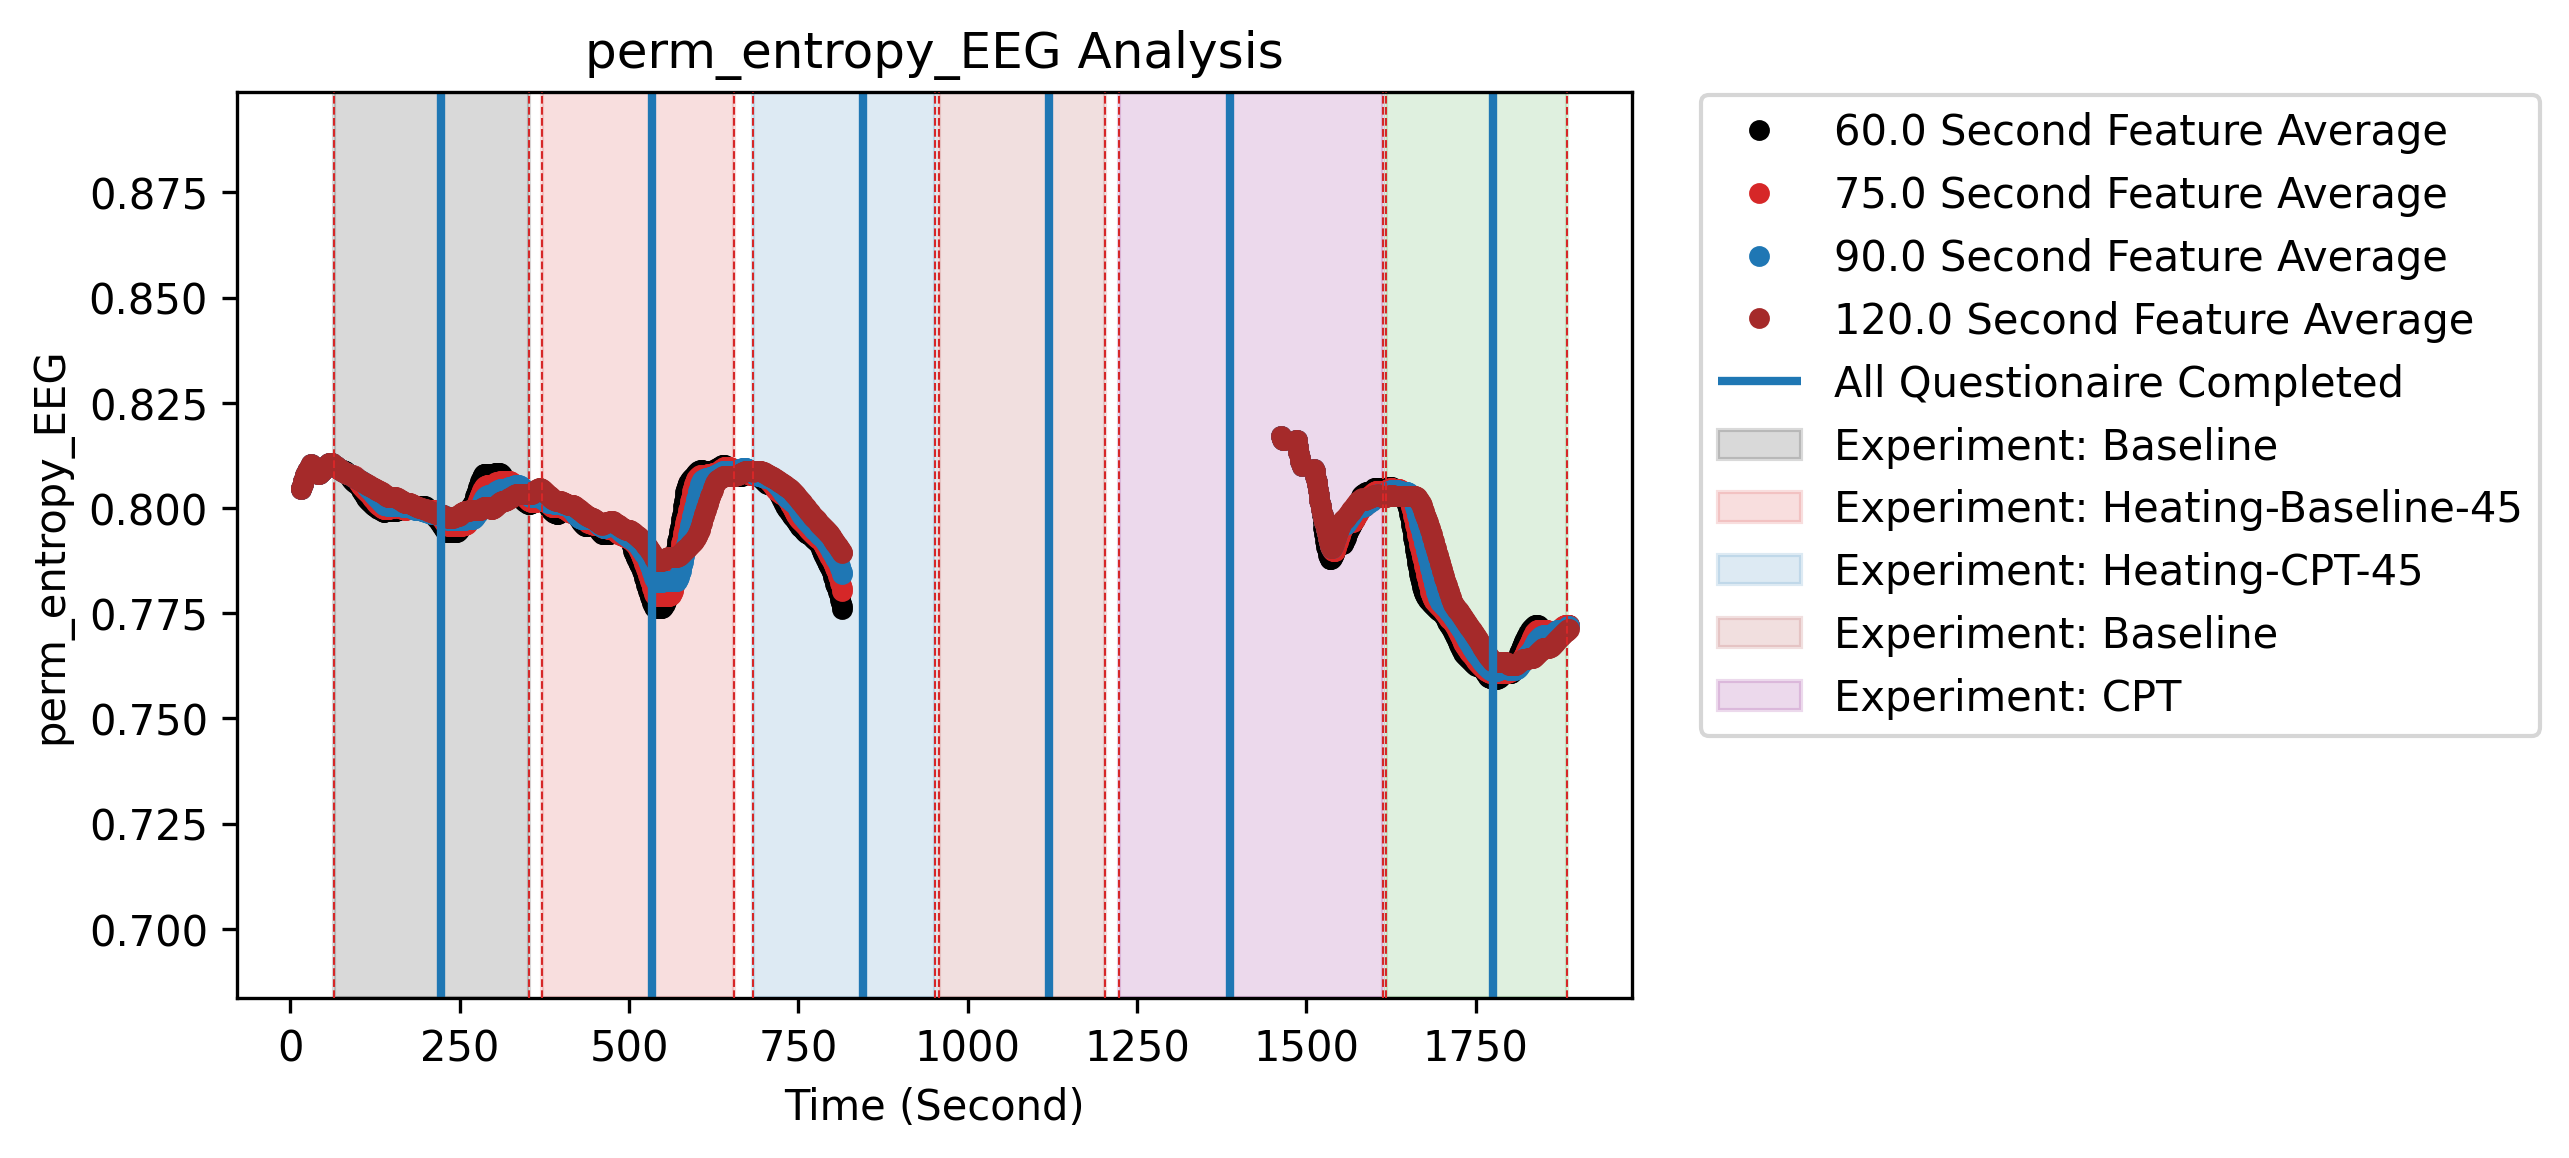 perm_entropy_EEG Analysis
perm_entropy_EEG
0.875
0.850
0.825
0.800
0.775
0.750
0.725
0.700
0 250 500 750 1000 1250 1500 1750
Time (Second)
60.0 Second Feature Average
75.0 Second Feature Average
90.0 Second Feature Average
120.0 Second Feature Average
All Questionaire Completed
Experiment: Baseline
Experiment: Heating-Baseline-45
Experiment: Heating-CPT-45
Experiment: Baseline
Experiment: CPT